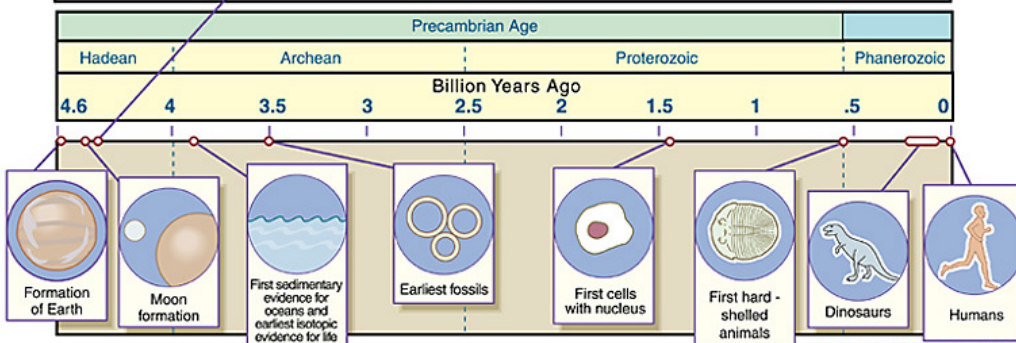 Precambrian Age
Hadean Archean Proterozoic Phanerozoic
Billion Years Ago
4.6 4 3.5 3 2.5 2 1.5 1 .5 0
Formation
of Earth
Moon
formation
First sedimentary
evidence for
oceans and
earliest isotopic
evidence for life
Earliest fossils
First cells
with nucleus
First hard -
shelled
animals
Dinosaurs
Humans